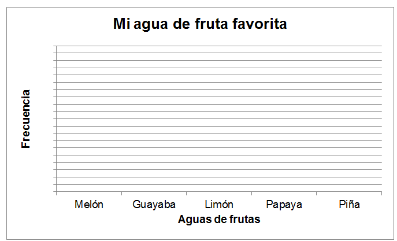 Mi agua de fruta favorita
Frecuencia
Melón Guayaba Limón Papaya Piña
Aguas de frutas